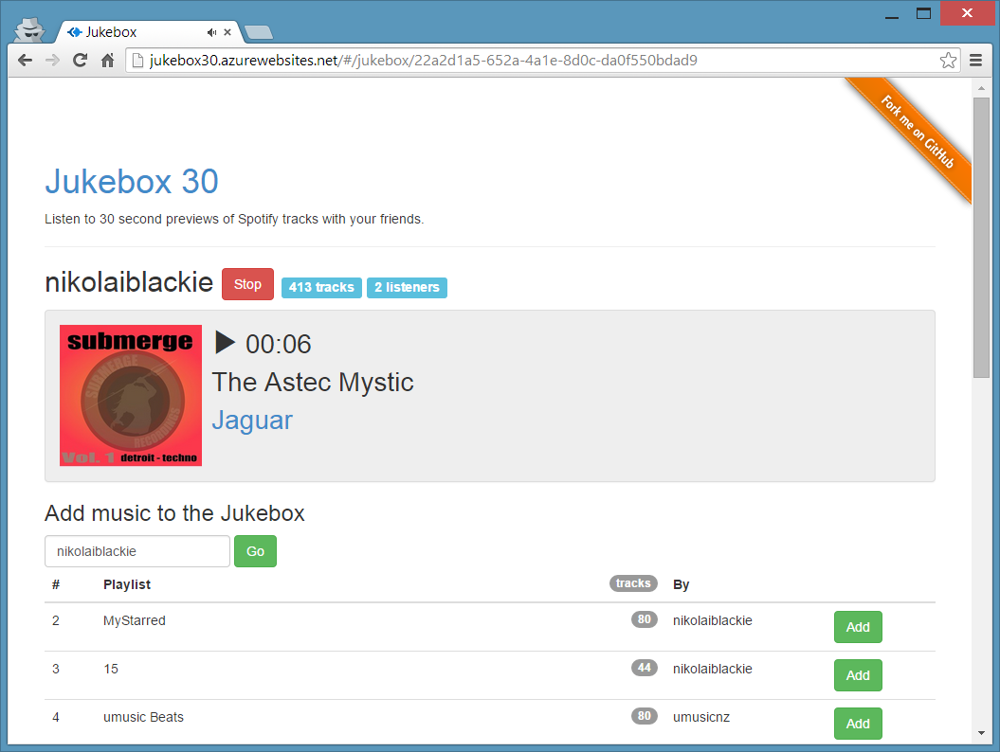 Jukebox
jukebox30.azurewebsites.net/#/jukebox/22a2d1a5-652a-4a1e-8d0c-da0f550bdad9
Fork me on GitHub
Jukebox 30
Listen to 30 second previews of Spotify tracks with your friends.
nikolaiblackie Stop 413 tracks 2 listeners
submerge
SUBMERGE
RECORDINGS
Vol. 1 detroit - techno
00:06
The Astec Mystic
Jaguar
Add music to the Jukebox
nikolaiblackie Go
# Playlist tracks By
2 MyStarred 80 nikolaiblackie Add
3 15 44 nikolaiblackie Add
4 umusic Beats 80 umusicnz Add